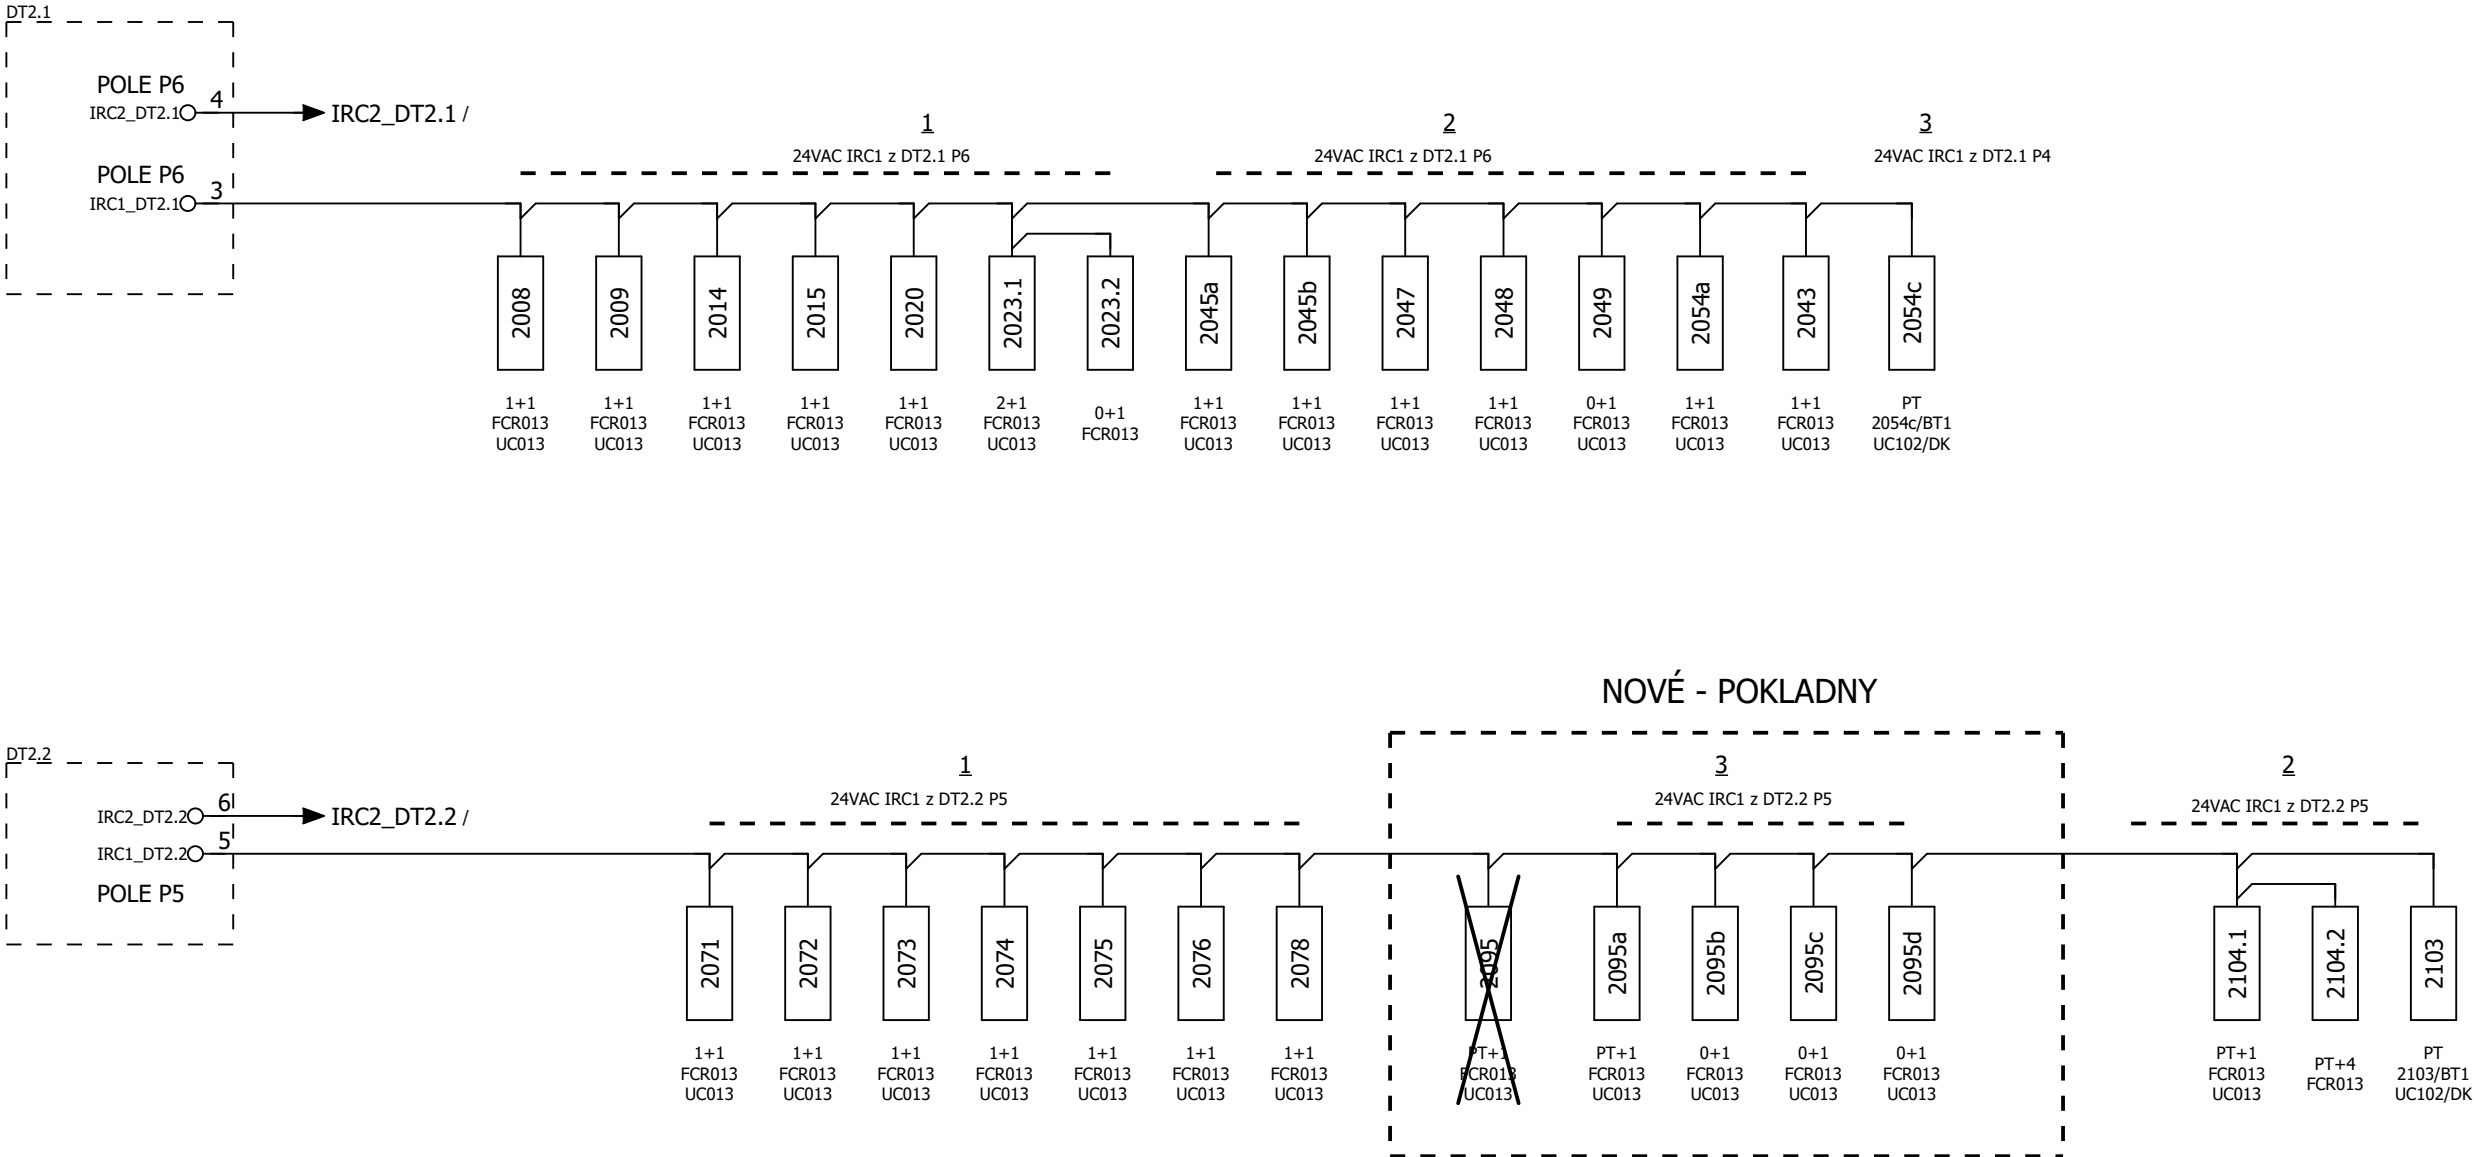 DT2.1
POLE P6
IRC2_DT2.1
4
IRC2_DT2.1 /
POLE P6
IRC1_DT2.1
3
1
24VAC IRC1 z DT2.1 P6
2
24VAC IRC1 z DT2.1 P6
3
24VAC IRC1 z DT2.1 P4
2008
2009
2014
2015
2020
2023.1
2023.2
2045a
2045b
2047
2048
2049
2054a
2043
2054c
1+1
FCR013
UC013
1+1
FCR013
UC013
1+1
FCR013
UC013
1+1
FCR013
UC013
1+1
FCR013
UC013
2+1
FCR013
UC013
0+1
FCR013
1+1
FCR013
UC013
1+1
FCR013
UC013
1+1
FCR013
UC013
1+1
FCR013
UC013
0+1
FCR013
UC013
1+1
FCR013
UC013
1+1
FCR013
UC013
PT
2054c/BT1
UC102/DK
NOVÉ - POKLADNY
DT2.2
IRC2_DT2.2
6
IRC2_DT2.2 /
IRC1_DT2.2
5
POLE P5
1
24VAC IRC1 z DT2.2 P5
3
24VAC IRC1 z DT2.2 P5
2
24VAC IRC1 z DT2.2 P5
2071
2072
2073
2074
2075
2076
2078
2095
2095a
2095b
2095c
2095d
2104.1
2104.2
2103
1+1
FCR013
UC013
1+1
FCR013
UC013
1+1
FCR013
UC013
1+1
FCR013
UC013
1+1
FCR013
UC013
1+1
FCR013
UC013
1+1
FCR013
UC013
PT+1
FCR013
UC013
PT+1
FCR013
UC013
0+1
FCR013
UC013
0+1
FCR013
UC013
0+1
FCR013
UC013
PT+1
FCR013
UC013
PT+4
FCR013
PT
2103/BT1
UC102/DK